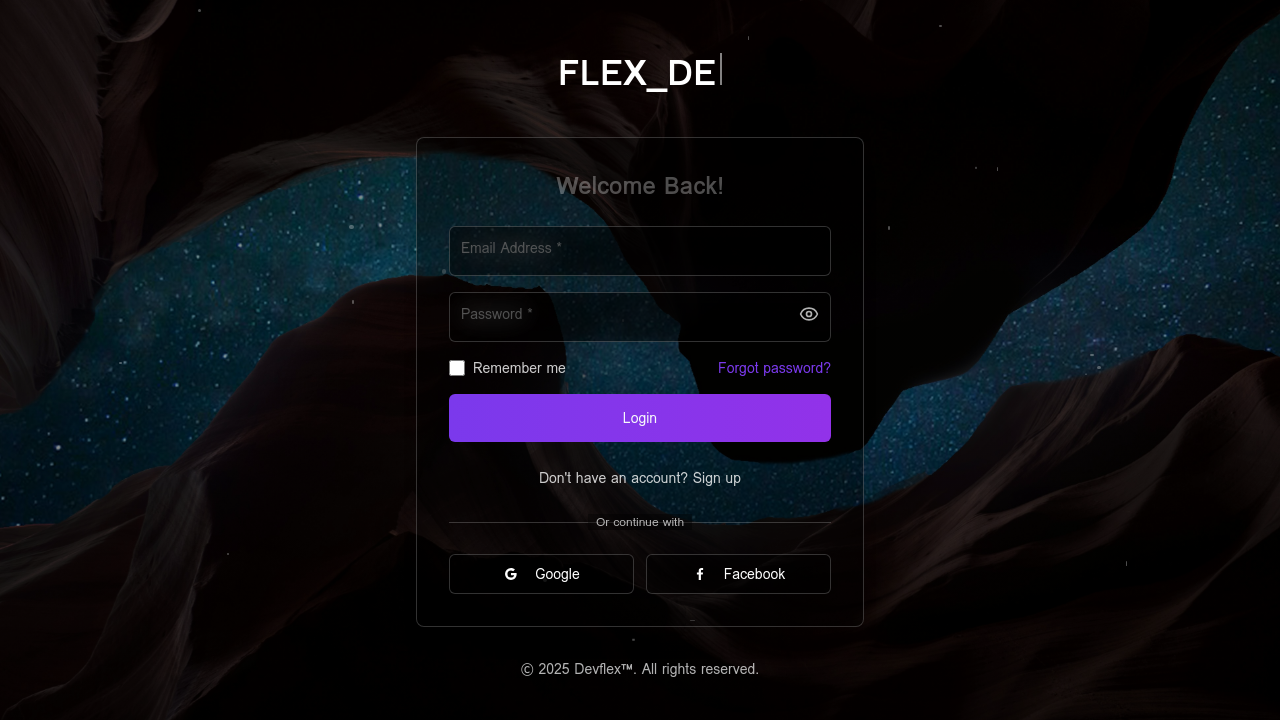 FLEX_DE
Welcome Back!
Email Address *
Password *
Remember me
Forgot password?
Login
Don't have an account? Sign up
Or continue with
Google
Facebook
© 2025 Devflex™. All rights reserved.